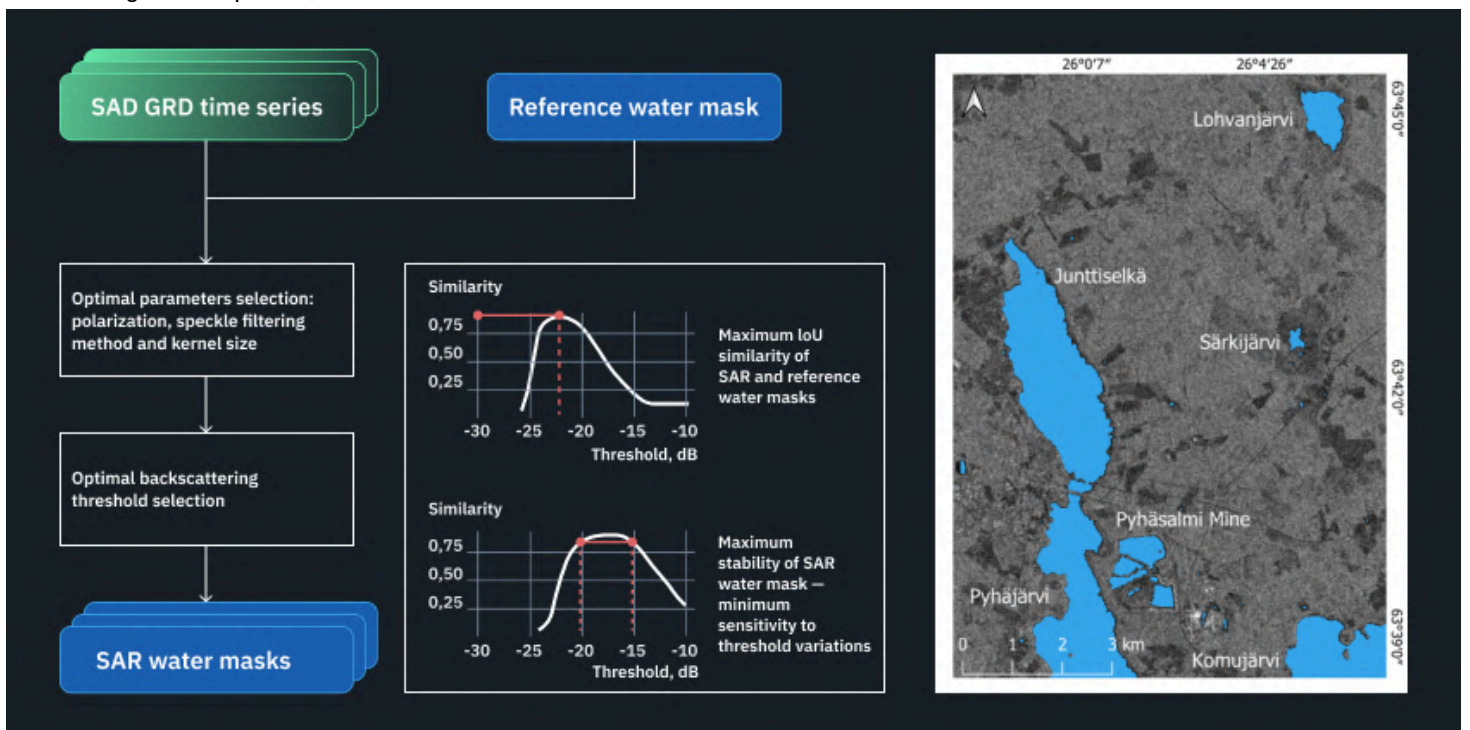 SAD GRD time series
Reference water mask
Optimal parameters selection:
polarization, speckle filtering
method and kernel size
Optimal backscattering
threshold selection
SAR water masks
Similarity
0,75
0,50
0,25
-30
-25
-20
-15
-10
Threshold, dB
Maximum IoU
similarity of
SAR and reference
water masks
Similarity
0,75
0,50
0,25
-30
-25
-20
-15
-10
Threshold, dB
Maximum
stability of SAR
water mask —
minimum
sensitivity to
threshold variations
26°0'7"
26°4'26"
63°45'0"
Lohvanjärvi
Junttiselkä
Särkijärvi
63°42'0"
Pyhäsalmi Mine
Pyhäjärvi
63°39'0"
0
1
2
3 km
Komujärvi